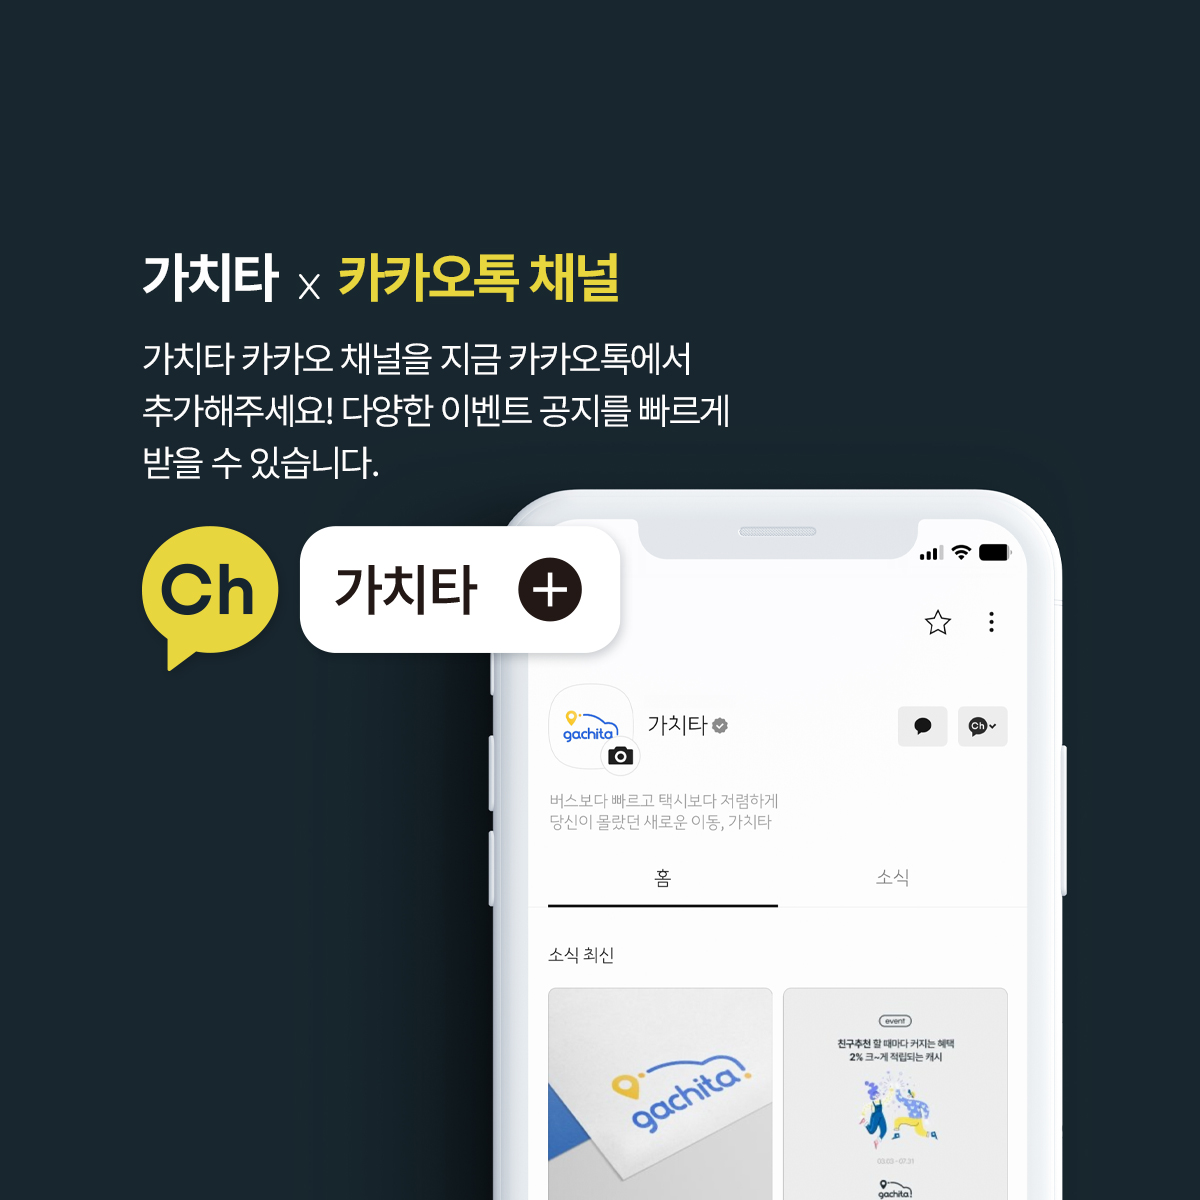 가치타 x 카카오톡 채널
가치타 카카오 채널을 지금 카카오톡에서
추가해주세요! 다양한 이벤트 공지를 빠르게
받을 수 있습니다.
Ch
가치타
gachita
가치타
Ch
버스보다 빠르고 택시보다 저렴하게
당신이 몰랐던 새로운 이동, 가치타
홈 소식
소식 최신
gachita
event
친구추천 할 때마다 커지는 혜택
2% 크~게 적립되는 캐시
03.03 - 07.31
gachita